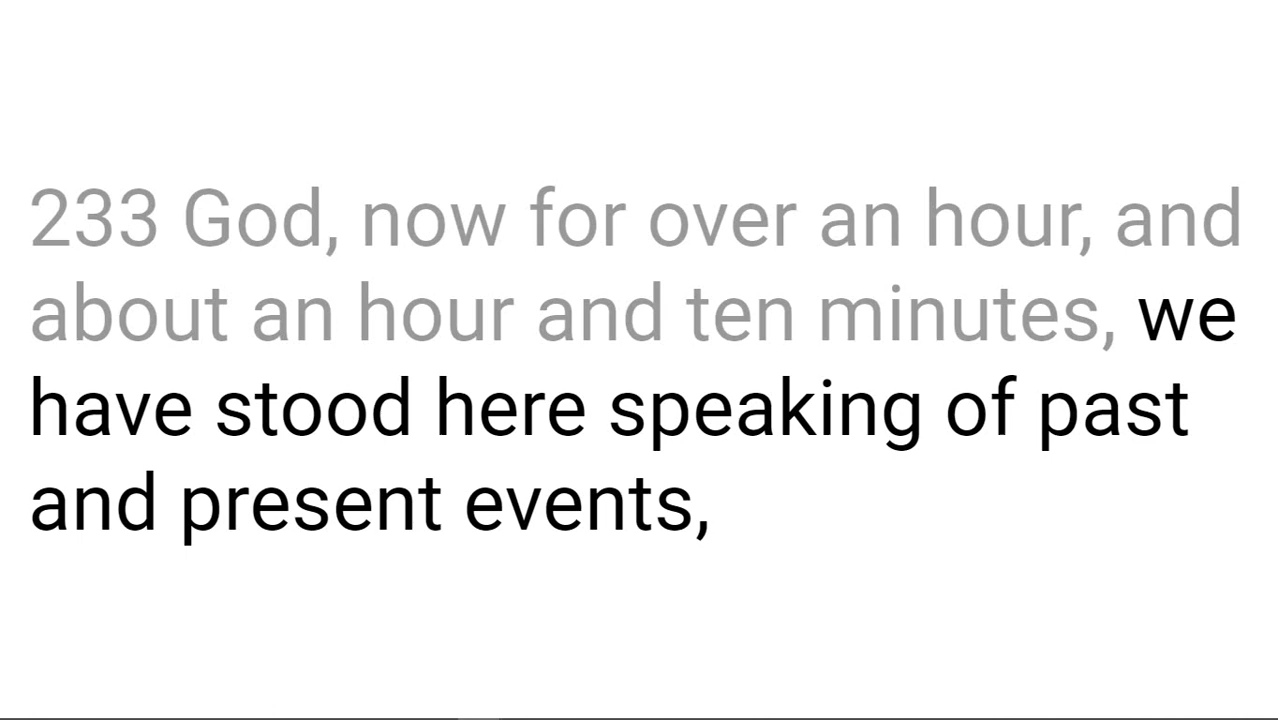 233 God, now for over an hour, and
about an hour and ten minutes, we
have stood here speaking of past
and present events,